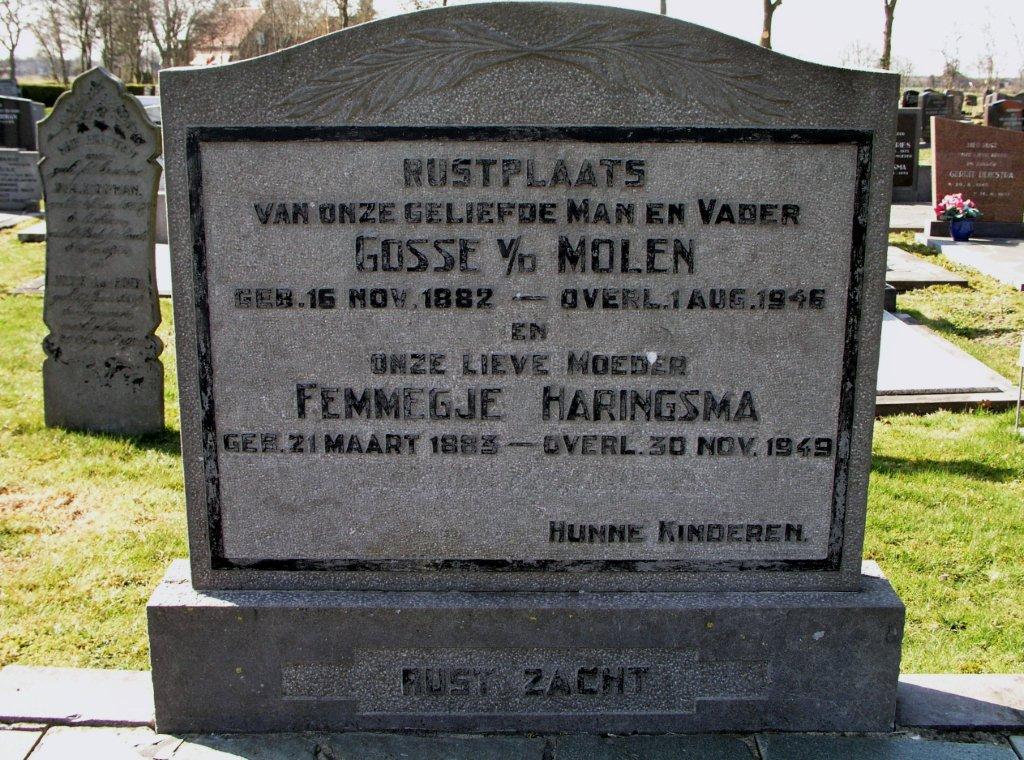 RUSTPLAATS
VAN ONZE GELIEFDE MAN EN VADER
GOSSE V/D MOLEN
GEB. 16 NOV. 1882 — OVERL. 1 AUG. 1946
EN
ONZE LIEVE MOEDER
FEMMEGJE HARINGSMA
GEB. 21 MAART 1883 — OVERL. 30 NOV. 1949
HUNNE KINDEREN.
RUST ZACHT